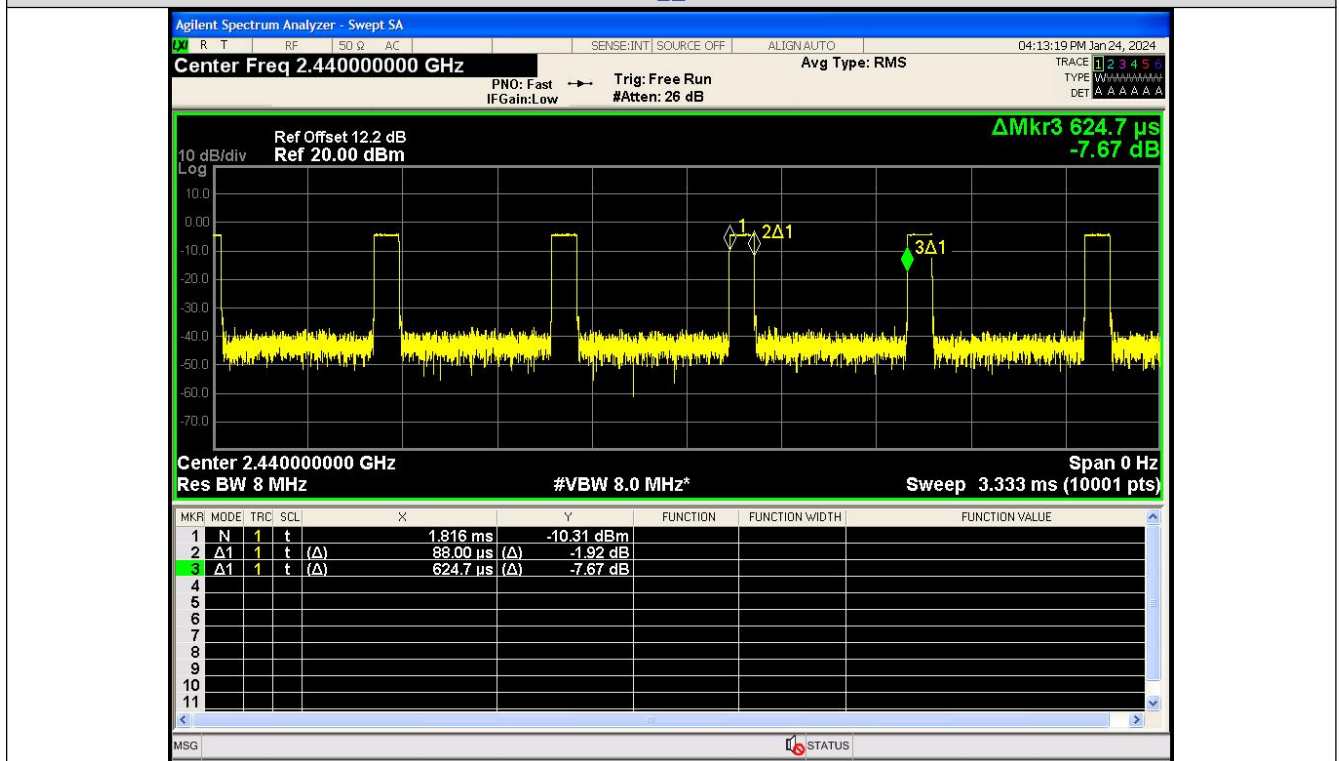 Agilent Spectrum Analyzer - Swept SA
LXI R T RF 50 Ω AC SENSE:INT SOURCE OFF ALIGN AUTO 04:13:19 PM Jan 24, 2024
Center Freq 2.440000000 GHz Avg Type: RMS TRACE 1 2 3 4 5 6
PNO: Fast Trig: Free Run TYPE WWWWWW
IFGain:Low #Atten: 26 dB DET A A A A A A
ΔMkr3 624.7 µs
Ref Offset 12.2 dB
10 dB/div Ref 20.00 dBm -7.67 dB
Log
10.0
0.00
1 2Δ1
3Δ1
-10.0
-20.0
-30.0
-40.0
-50.0
-60.0
-70.0
Center 2.440000000 GHz Span 0 Hz
Res BW 8 MHz #VBW 8.0 MHz* Sweep 3.333 ms (10001 pts)
MKR MODE TRC SCL X Y FUNCTION FUNCTION WIDTH FUNCTION VALUE
1 N 1 t 1.816 ms -10.31 dBm
2 Δ1 1 t (Δ) 88.00 µs (Δ) -1.92 dB
3 Δ1 1 t (Δ) 624.7 µs (Δ) -7.67 dB
4
5
6
7
8
9
10
11
MSG STATUS